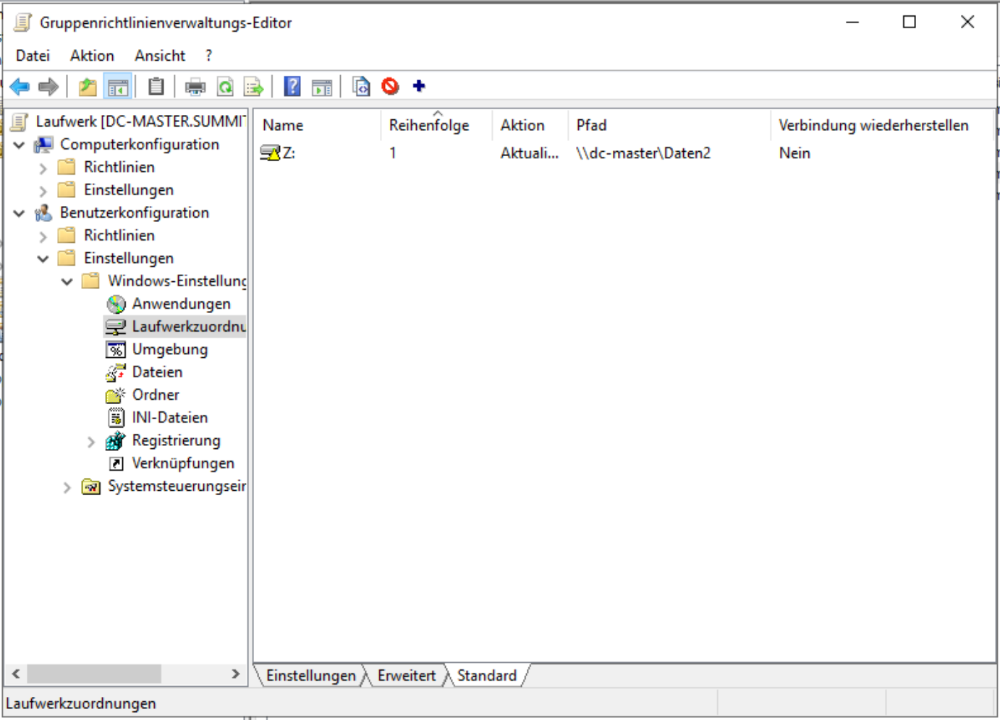 Gruppenrichtlinienverwaltungs-Editor
Datei Aktion Ansicht ?
Laufwerk [DC-MASTER.SUMMIT
Computerkonfiguration
Richtlinien
Einstellungen
Benutzerkonfiguration
Richtlinien
Einstellungen
Windows-Einstellung
Anwendungen
Laufwerkzuordnu
Umgebung
Dateien
Ordner
INI-Dateien
Registrierung
Verknüpfungen
Systemsteuerungsein
Name Reihenfolge Aktion Pfad Verbindung wiederherstellen
Z: 1 Aktuali... \\dc-master\Daten2 Nein
Einstellungen Erweitert Standard
Laufwerkzuordnungen